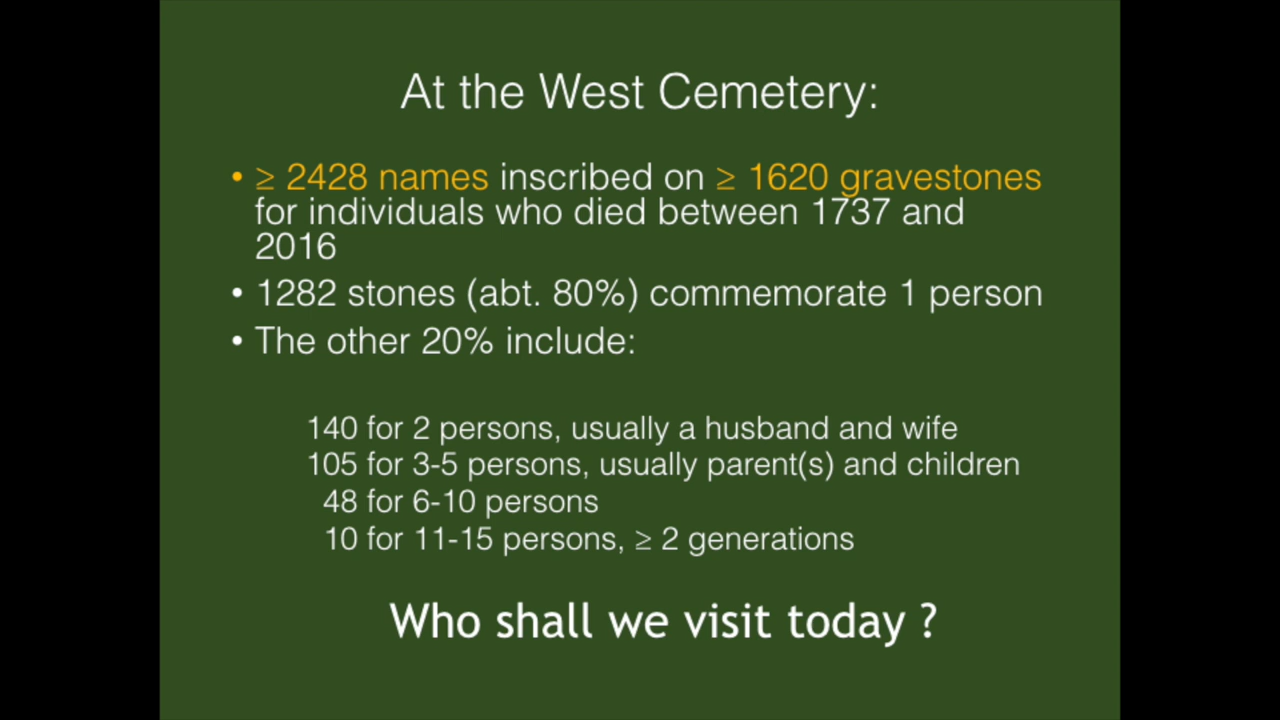 At the West Cemetery:
• ≥ 2428 names inscribed on ≥ 1620 gravestones
for individuals who died between 1737 and
2016
• 1282 stones (abt. 80%) commemorate 1 person
• The other 20% include:
140 for 2 persons, usually a husband and wife
105 for 3-5 persons, usually parent(s) and children
48 for 6-10 persons
10 for 11-15 persons, ≥ 2 generations
Who shall we visit today ?